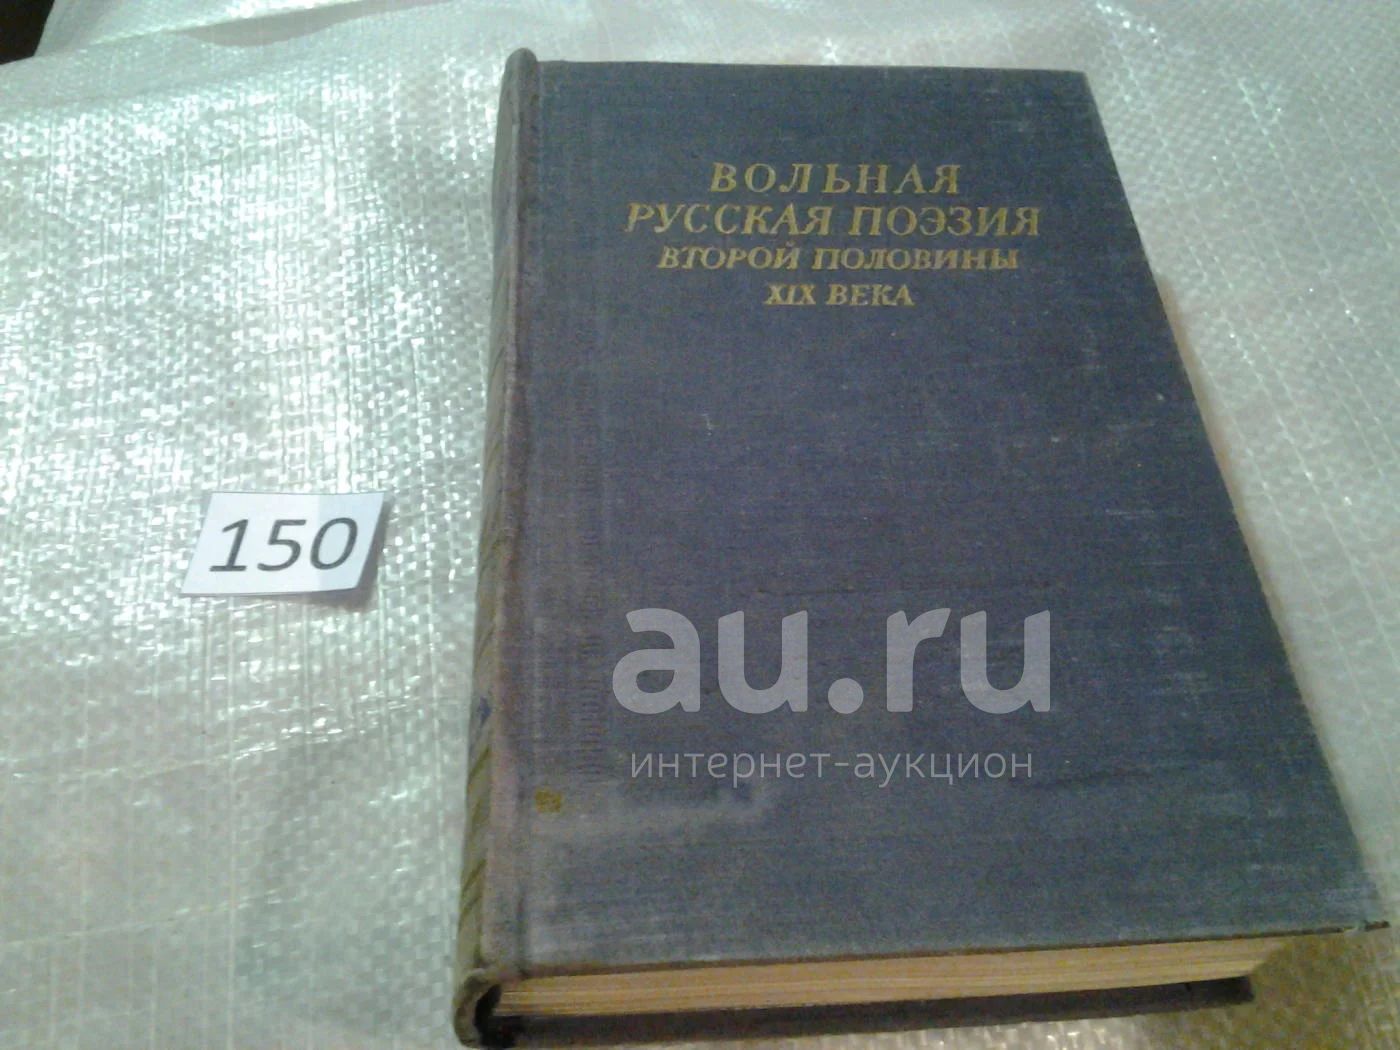 ВОЛЬНАЯ
РУССКАЯ ПОЭЗИЯ
ВТОРОЙ ПОЛОВИНЫ
XIX ВЕКА
150
au.ru
интернет-аукцион